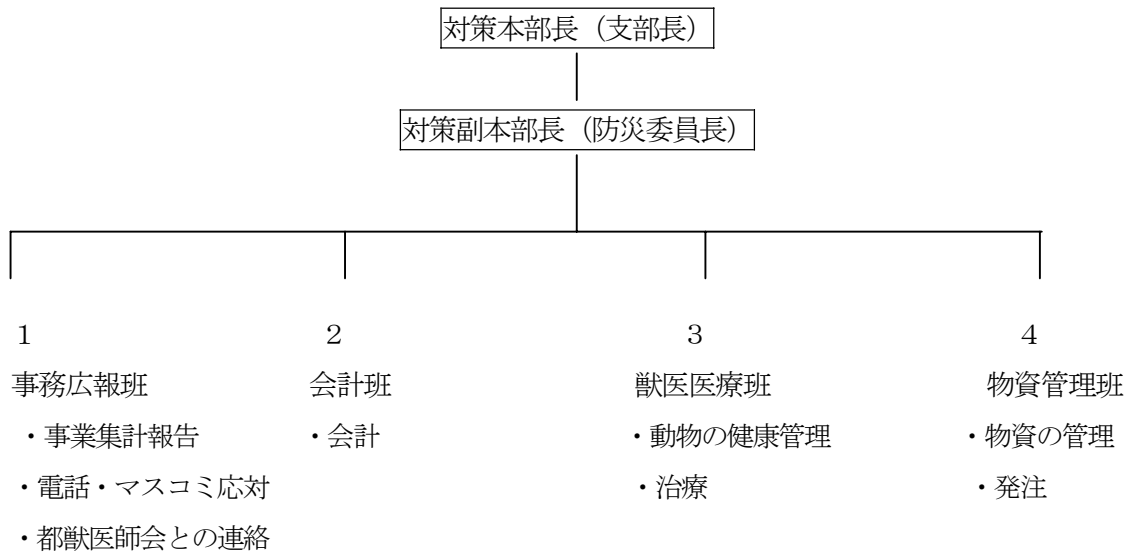 対策本部長（支部長）
対策副本部長（防災委員長）
１
事務広報班
・事業集計報告
・電話・マスコミ応対
・都獣医師会との連絡
２
会計班
・会計
３
獣医医療班
・動物の健康管理
・治療
４
物資管理班
・物資の管理
・発注